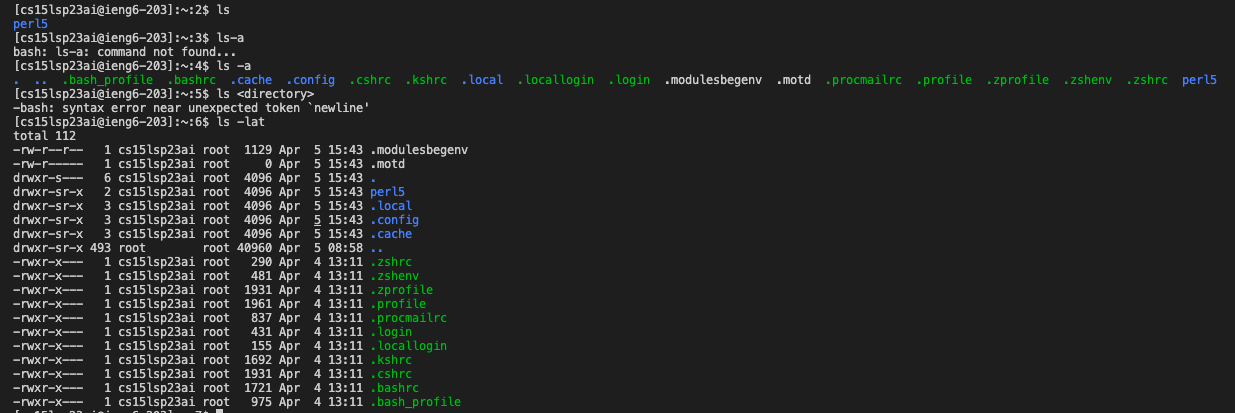 [cs15lsp23ai@ieng6-203]:~:2$ ls
perl5
[cs15lsp23ai@ieng6-203]:~:3$ ls-a
bash: ls-a: command not found...
[cs15lsp23ai@ieng6-203]:~:4$ ls -a
.  ..  .bash_profile  .bashrc  .cache  .config  .cshrc  .kshrc  .local  .locallogin  .login  .modulesbegenv  .motd  .procmailrc  .profile  .zprofile  .zshenv  .zshrc  perl5
[cs15lsp23ai@ieng6-203]:~:5$ ls <directory>
-bash: syntax error near unexpected token `newline'
[cs15lsp23ai@ieng6-203]:~:6$ ls -lat
total 112
-rw-r--r--   1 cs15lsp23ai root  1129 Apr  5 15:43 .modulesbegenv
-rw-r-----   1 cs15lsp23ai root     0 Apr  5 15:43 .motd
drwxr-s---   6 cs15lsp23ai root  4096 Apr  5 15:43 .
drwxr-sr-x   2 cs15lsp23ai root  4096 Apr  5 15:43 perl5
drwxr-sr-x   3 cs15lsp23ai root  4096 Apr  5 15:43 .local
drwxr-sr-x   3 cs15lsp23ai root  4096 Apr  5 15:43 .config
drwxr-sr-x   3 cs15lsp23ai root  4096 Apr  5 15:43 .cache
drwxr-sr-x 493 root        root 40960 Apr  5 08:58 ..
-rwxr-x---   1 cs15lsp23ai root   290 Apr  4 13:11 .zshrc
-rwxr-x---   1 cs15lsp23ai root   481 Apr  4 13:11 .zshenv
-rwxr-x---   1 cs15lsp23ai root  1931 Apr  4 13:11 .zprofile
-rwxr-x---   1 cs15lsp23ai root  1961 Apr  4 13:11 .profile
-rwxr-x---   1 cs15lsp23ai root   837 Apr  4 13:11 .procmailrc
-rwxr-x---   1 cs15lsp23ai root   431 Apr  4 13:11 .login
-rwxr-x---   1 cs15lsp23ai root   155 Apr  4 13:11 .locallogin
-rwxr-x---   1 cs15lsp23ai root  1692 Apr  4 13:11 .kshrc
-rwxr-x---   1 cs15lsp23ai root  1931 Apr  4 13:11 .cshrc
-rwxr-x---   1 cs15lsp23ai root  1721 Apr  4 13:11 .bashrc
-rwxr-x---   1 cs15lsp23ai root   975 Apr  4 13:11 .bash_profile
[cs15lsp23ai@ieng6-203]:~:7$